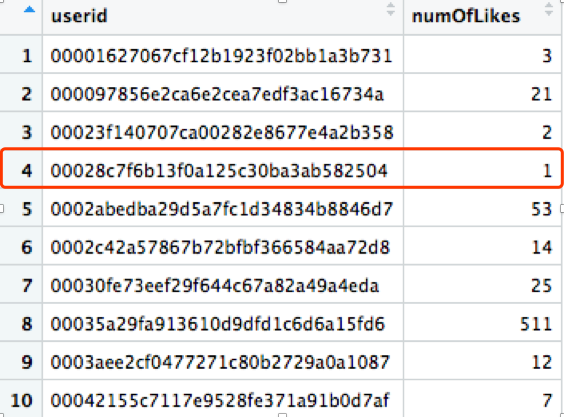 userid numOfLikes
1 00001627067cf12b1923f02bb1a3b731 3
2 000097856e2ca6e2cea7edf3ac16734a 21
3 00023f140707ca00282e8677e4a2b358 2
4 00028c7f6b13f0a125c30ba3ab582504 1
5 0002abedba29d5a7fc1d34834b8846d7 53
6 0002c42a57867b72bfbf366584aa72d8 14
7 00030fe73eef29f644c67a82a49a4eda 25
8 00035a29fa913610d9dfd1c6d6a15fd6 511
9 0003aee2cf0477271c80b2729a0a1087 12
10 00042155c7117e9528fe371a91b0d7af 7